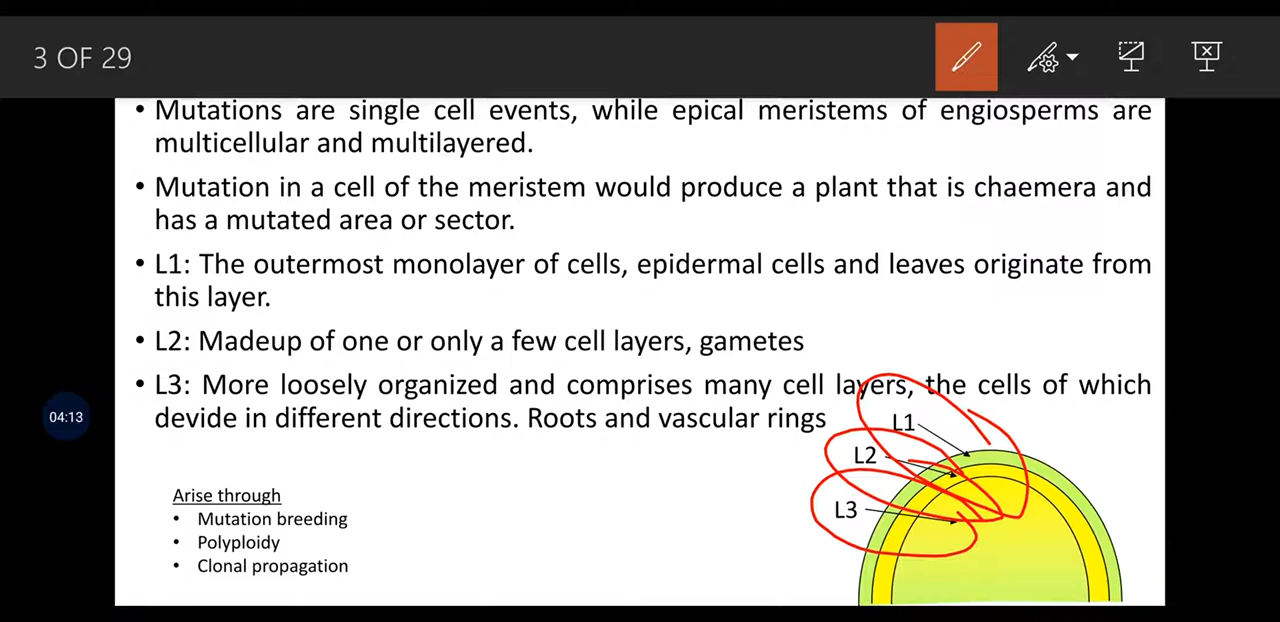 3 OF 29
• Mutations are single cell events, while epical meristems of engiosperms are
multicellular and multilayered.
• Mutation in a cell of the meristem would produce a plant that is chaemera and
has a mutated area or sector.
• L1: The outermost monolayer of cells, epidermal cells and leaves originate from
this layer.
• L2: Madeup of one or only a few cell layers, gametes
• L3: More loosely organized and comprises many cell layers, the cells of which
devide in different directions. Roots and vascular rings
04:13
L1
L2
L3
Arise through
• Mutation breeding
• Polyploidy
• Clonal propagation